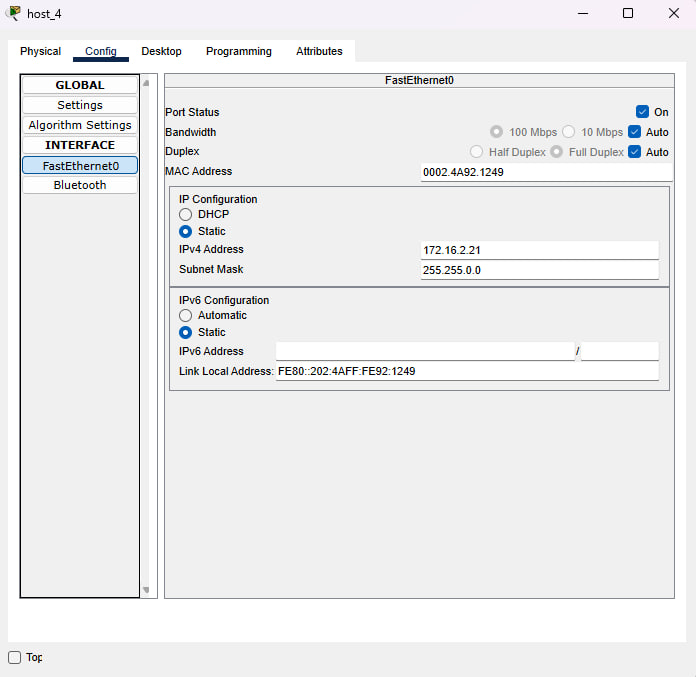 host_4
Physical Config Desktop Programming Attributes
GLOBAL
Settings
Algorithm Settings
INTERFACE
FastEthernet0
Bluetooth
FastEthernet0
Port Status On
Bandwidth 100 Mbps 10 Mbps Auto
Duplex Half Duplex Full Duplex Auto
MAC Address 0002.4A92.1249
IP Configuration
DHCP
Static
IPv4 Address 172.16.2.21
Subnet Mask 255.255.0.0
IPv6 Configuration
Automatic
Static
IPv6 Address /
Link Local Address: FE80::202:4AFF:FE92:1249
Top